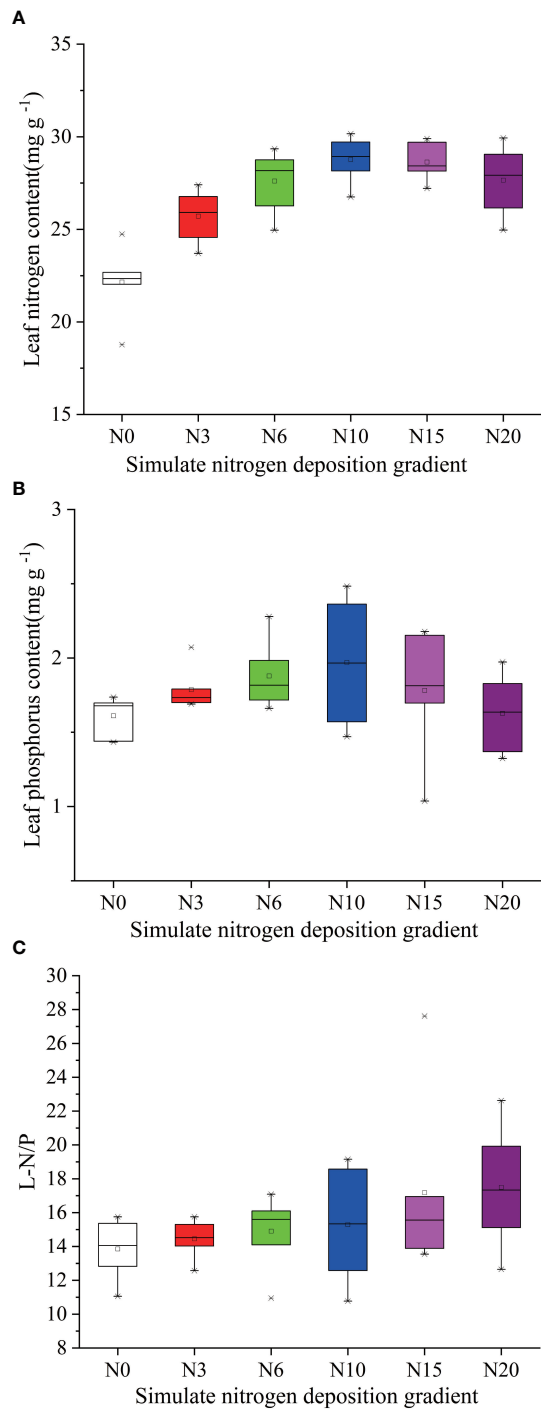 A
Leaf nitrogen content(mg g -1)
35
30
25
20
15
N0 N3 N6 N10 N15 N20
Simulate nitrogen deposition gradient
B
Leaf phosphorus content(mg g -1)
3
2
1
N0 N3 N6 N10 N15 N20
Simulate nitrogen deposition gradient
C
L-N/P
30
28
26
24
22
20
18
16
14
12
10
8
N0 N3 N6 N10 N15 N20
Simulate nitrogen deposition gradient